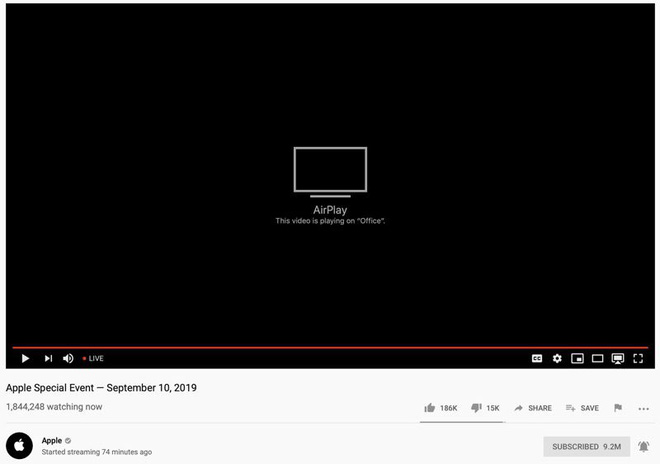 AirPlay
This video is playing on “Office”.
LIVE
CC
Apple Special Event — September 10, 2019
1,844,248 watching now
186K 15K SHARE SAVE
Apple
Started streaming 74 minutes ago
SUBSCRIBED 9.2M